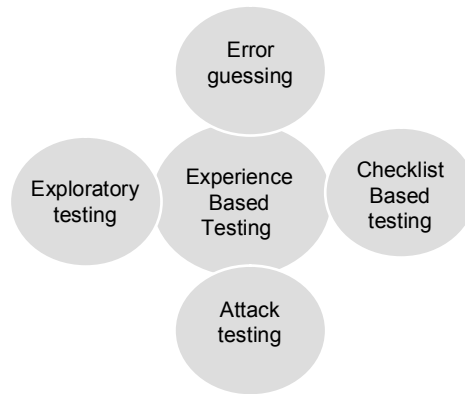 Error
guessing
Exploratory
testing
Experience
Based
Testing
Checklist
Based
testing
Attack
testing